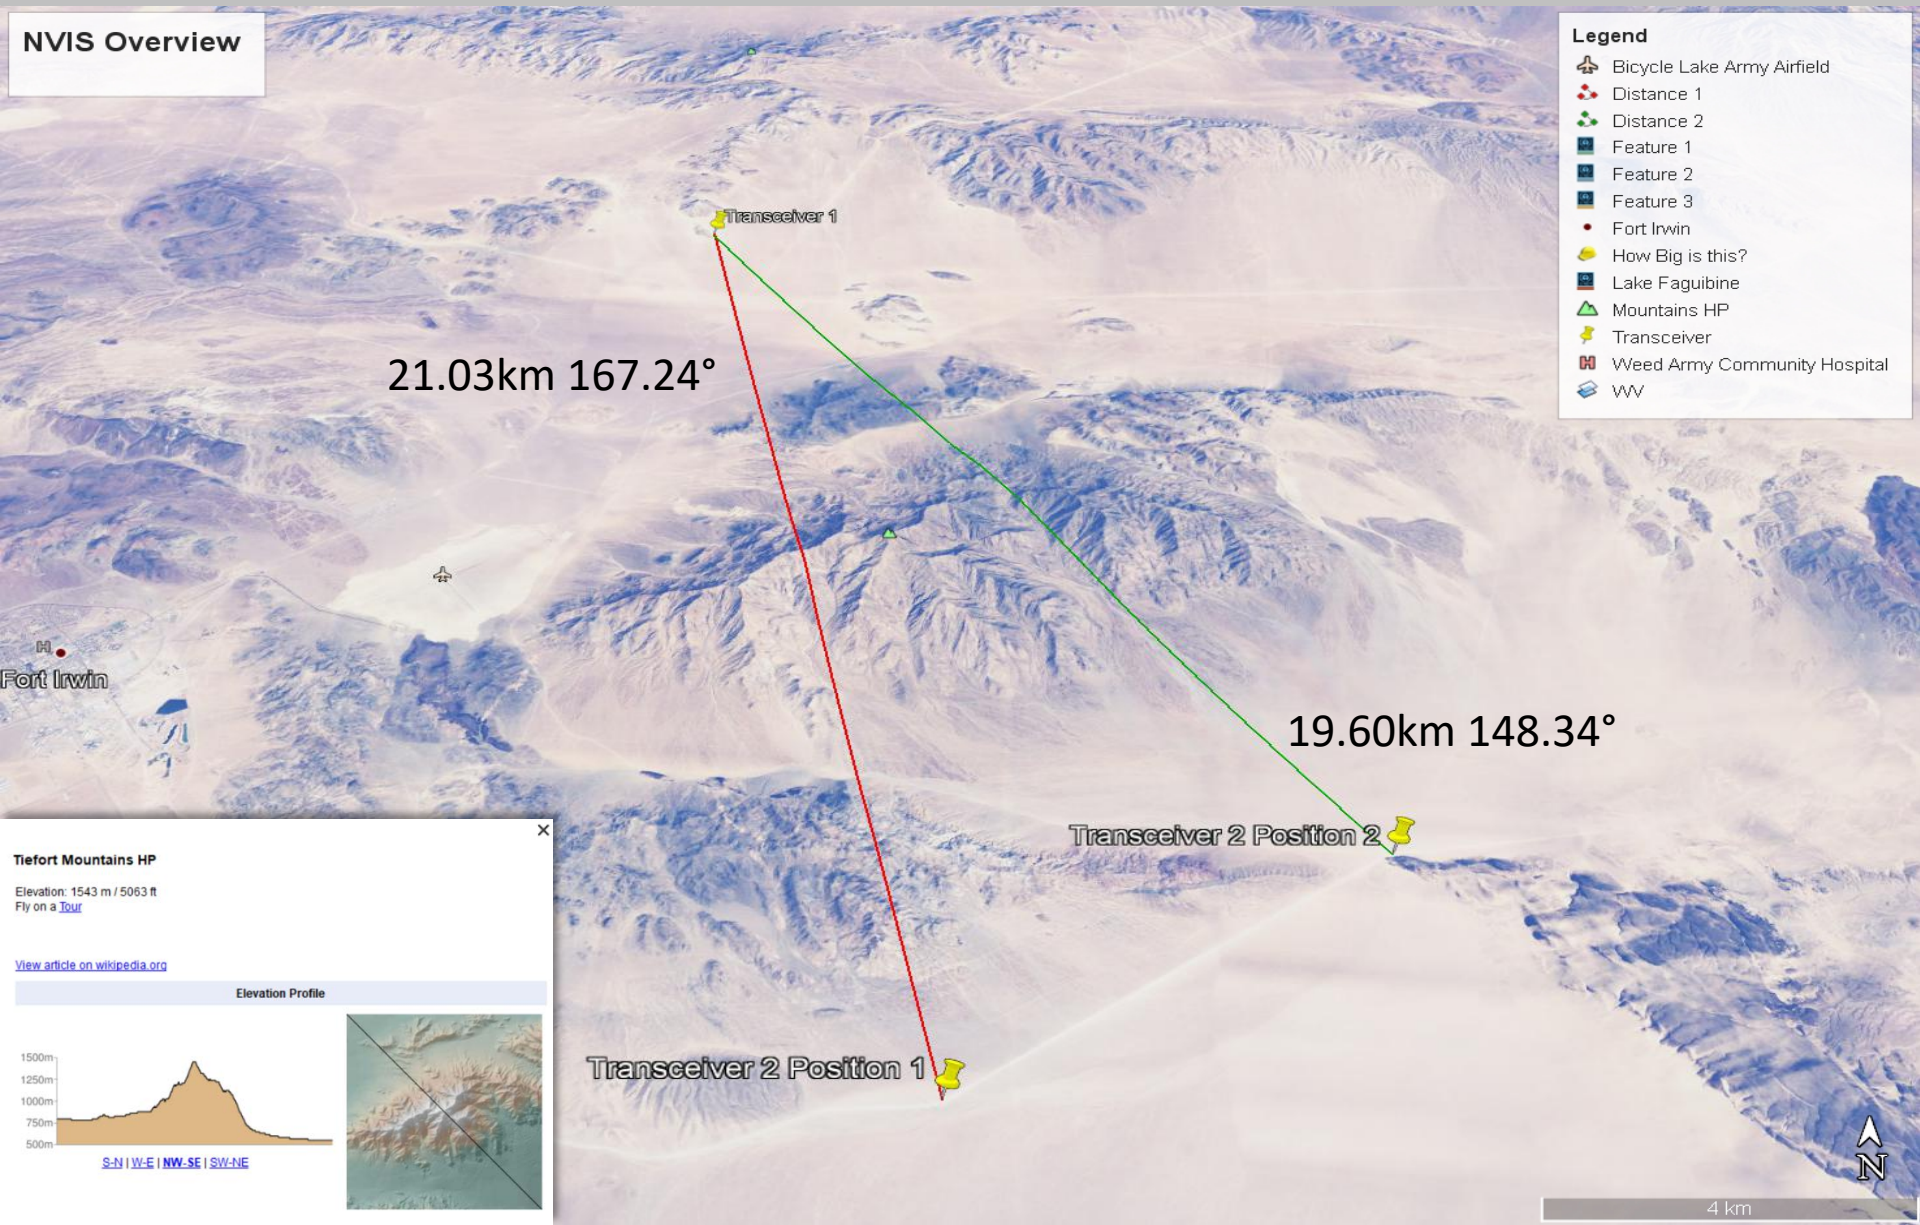 NVIS Overview
Legend
Bicycle Lake Army Airfield
Distance 1
Distance 2
Feature 1
Feature 2
Feature 3
Fort Irwin
How Big is this?
Lake Faguibine
Mountains HP
Transceiver
Weed Army Community Hospital
WV
Transceiver 1
21.03km 167.24°
H
Fort Irwin
19.60km 148.34°
Transceiver 2 Position 2
Transceiver 2 Position 1
Tiefort Mountains HP
Elevation: 1543 m / 5063 ft
Fly on a Tour
View article on wikipedia.org
Elevation Profile
1500m
1250m
1000m
750m
500m
S-N | W-E | NW-SE | SW-NE
N
4 km